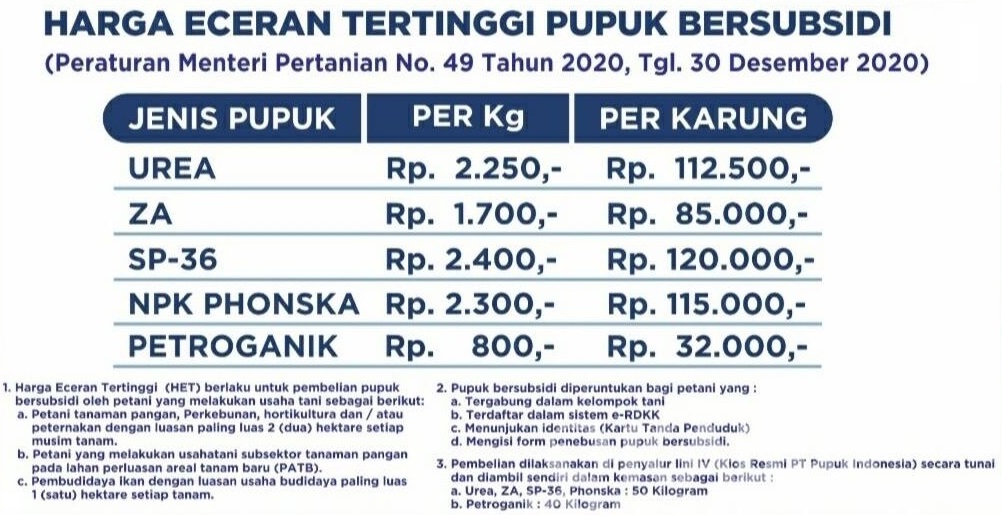 HARGA ECERAN TERTINGGI PUPUK BERSUBSIDI
(Peraturan Menteri Pertanian No. 49 Tahun 2020, Tgl. 30 Desember 2020)
JENIS PUPUK PER Kg PER KARUNG
UREA Rp. 2.250,- Rp. 112.500,-
ZA Rp. 1.700,- Rp. 85.000,-
SP-36 Rp. 2.400,- Rp. 120.000,-
NPK PHONSKA Rp. 2.300,- Rp. 115.000,-
PETROGANIK Rp. 800,- Rp. 32.000,-
1. Harga Eceran Tertinggi (HET) berlaku untuk pembelian pupuk
bersubsidi oleh petani yang melakukan usaha tani sebagai berikut:
a. Petani tanaman pangan, Perkebunan, hortikultura dan / atau
peternakan dengan luasan paling luas 2 (dua) hektare setiap
musim tanam.
b. Petani yang melakukan usahatani subsektor tanaman pangan
pada lahan perluasan areal tanam baru (PATB).
c. Pembudidaya ikan dengan luasan usaha budidaya paling luas
1 (satu) hektare setiap tanam.
2. Pupuk bersubsidi diperuntukan bagi petani yang :
a. Tergabung dalam kelompok tani
b. Terdaftar dalam sistem e-RDKK
c. Menunjukan identitas (Kartu Tanda Penduduk)
d. Mengisi form penebusan pupuk bersubsidi.
3. Pembelian dilaksanakan di penyalur lini IV (Kios Resmi PT Pupuk Indonesia) secara tunai
dan diambil sendiri dalam kemasan sebagai berikut :
a. Urea, ZA, SP-36, Phonska : 50 Kilogram
b. Petroganik : 40 Kilogram